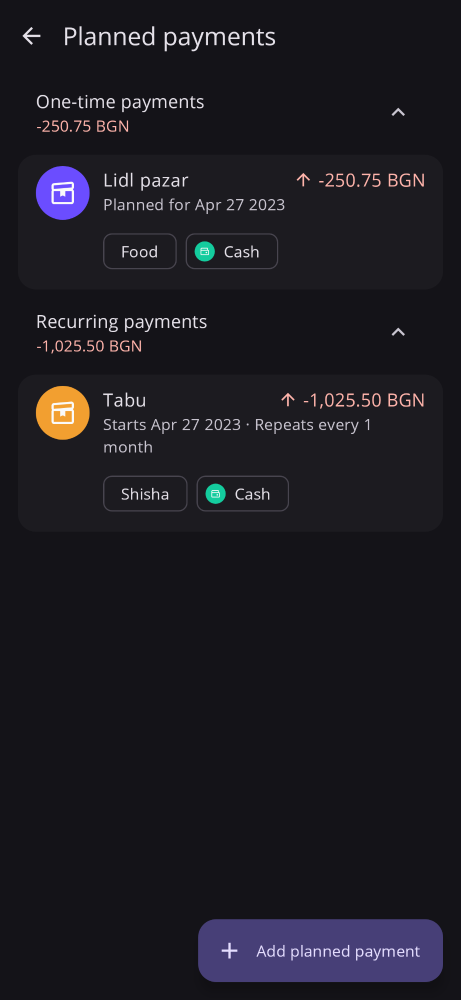 Planned payments
One-time payments
-250.75 BGN
Lidl pazar
-250.75 BGN
Planned for Apr 27 2023
Food
Cash
Recurring payments
-1,025.50 BGN
Tabu
-1,025.50 BGN
Starts Apr 27 2023 · Repeats every 1
month
Shisha
Cash
Add planned payment